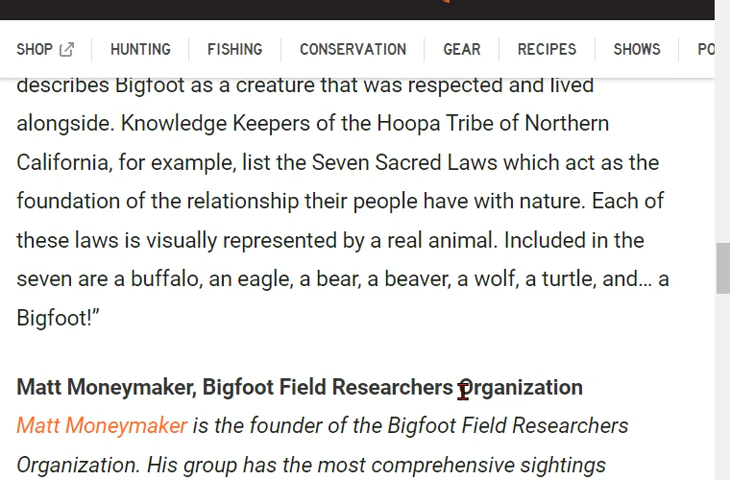 SHOP HUNTING FISHING CONSERVATION GEAR RECIPES SHOWS PO
describes Bigfoot as a creature that was respected and lived
alongside. Knowledge Keepers of the Hoopa Tribe of Northern
California, for example, list the Seven Sacred Laws which act as the
foundation of the relationship their people have with nature. Each of
these laws is visually represented by a real animal. Included in the
seven are a buffalo, an eagle, a bear, a beaver, a wolf, a turtle, and… a
Bigfoot!”
Matt Moneymaker, Bigfoot Field Researchers Organization
Matt Moneymaker is the founder of the Bigfoot Field Researchers
Organization. His group has the most comprehensive sightings